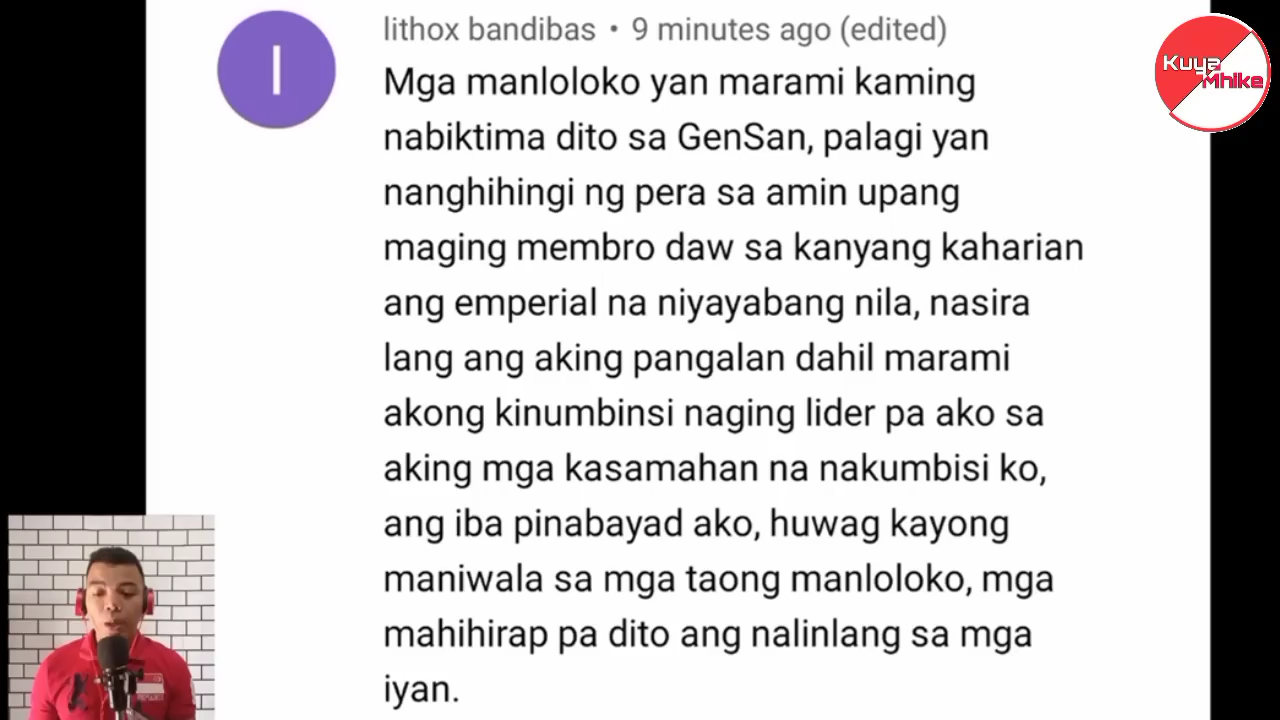 lithox bandibas • 9 minutes ago (edited)
Mga manloloko yan marami kaming
nabiktima dito sa GenSan, palagi yan
nanghihingi ng pera sa amin upang
maging membro daw sa kanyang kaharian
ang emperial na niyayabang nila, nasira
lang ang aking pangalan dahil marami
akong kinumbinsi naging lider pa ako sa
aking mga kasamahan na nakumbisi ko,
ang iba pinabayad ako, huwag kayong
maniwala sa mga taong manloloko, mga
mahihirap pa dito ang nalinlang sa mga
iyan.
l
Kuya
Mhike